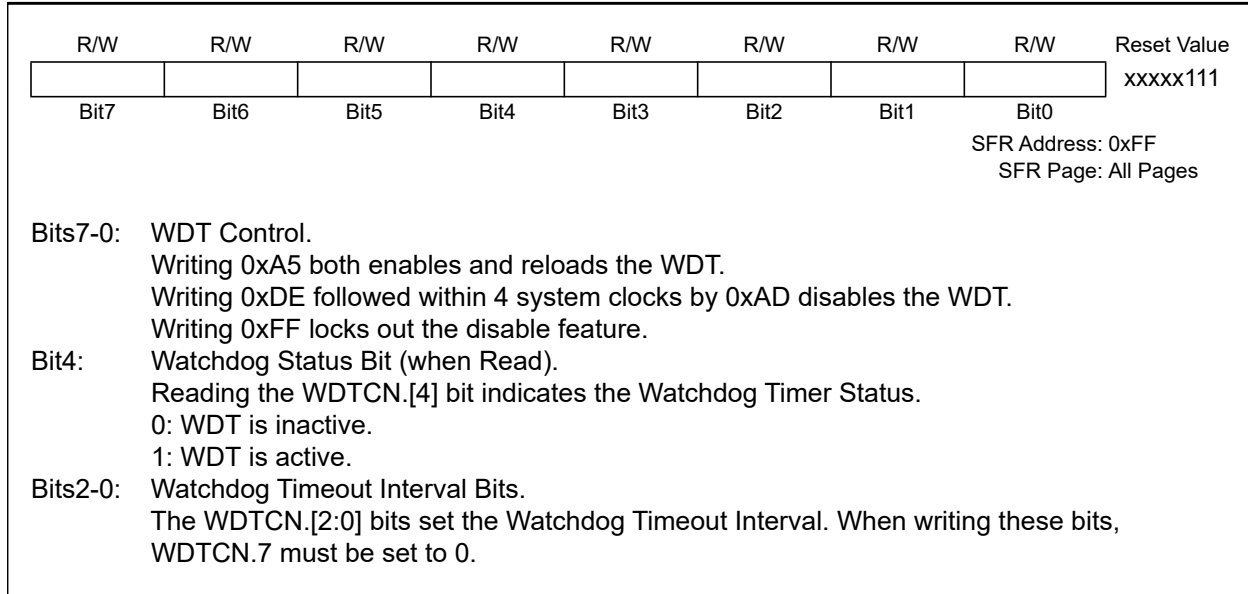 R/W R/W R/W R/W R/W R/W R/W R/W Reset Value
xxxxx111
Bit7 Bit6 Bit5 Bit4 Bit3 Bit2 Bit1 Bit0
SFR Address: 0xFF
SFR Page: All Pages
Bits7-0: WDT Control.
Writing 0xA5 both enables and reloads the WDT.
Writing 0xDE followed within 4 system clocks by 0xAD disables the WDT.
Writing 0xFF locks out the disable feature.
Bit4: Watchdog Status Bit (when Read).
Reading the WDTCN.[4] bit indicates the Watchdog Timer Status.
0: WDT is inactive.
1: WDT is active.
Bits2-0: Watchdog Timeout Interval Bits.
The WDTCN.[2:0] bits set the Watchdog Timeout Interval. When writing these bits,
WDTCN.7 must be set to 0.